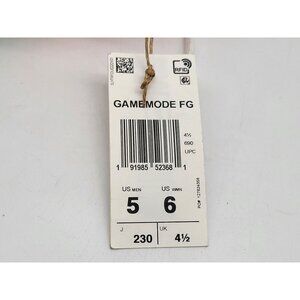 RFID
GAMEMODE FG
4½
690
UPC
1 91985 52368 1
US MEN
US WMN
5
6
J
UK
230
4½